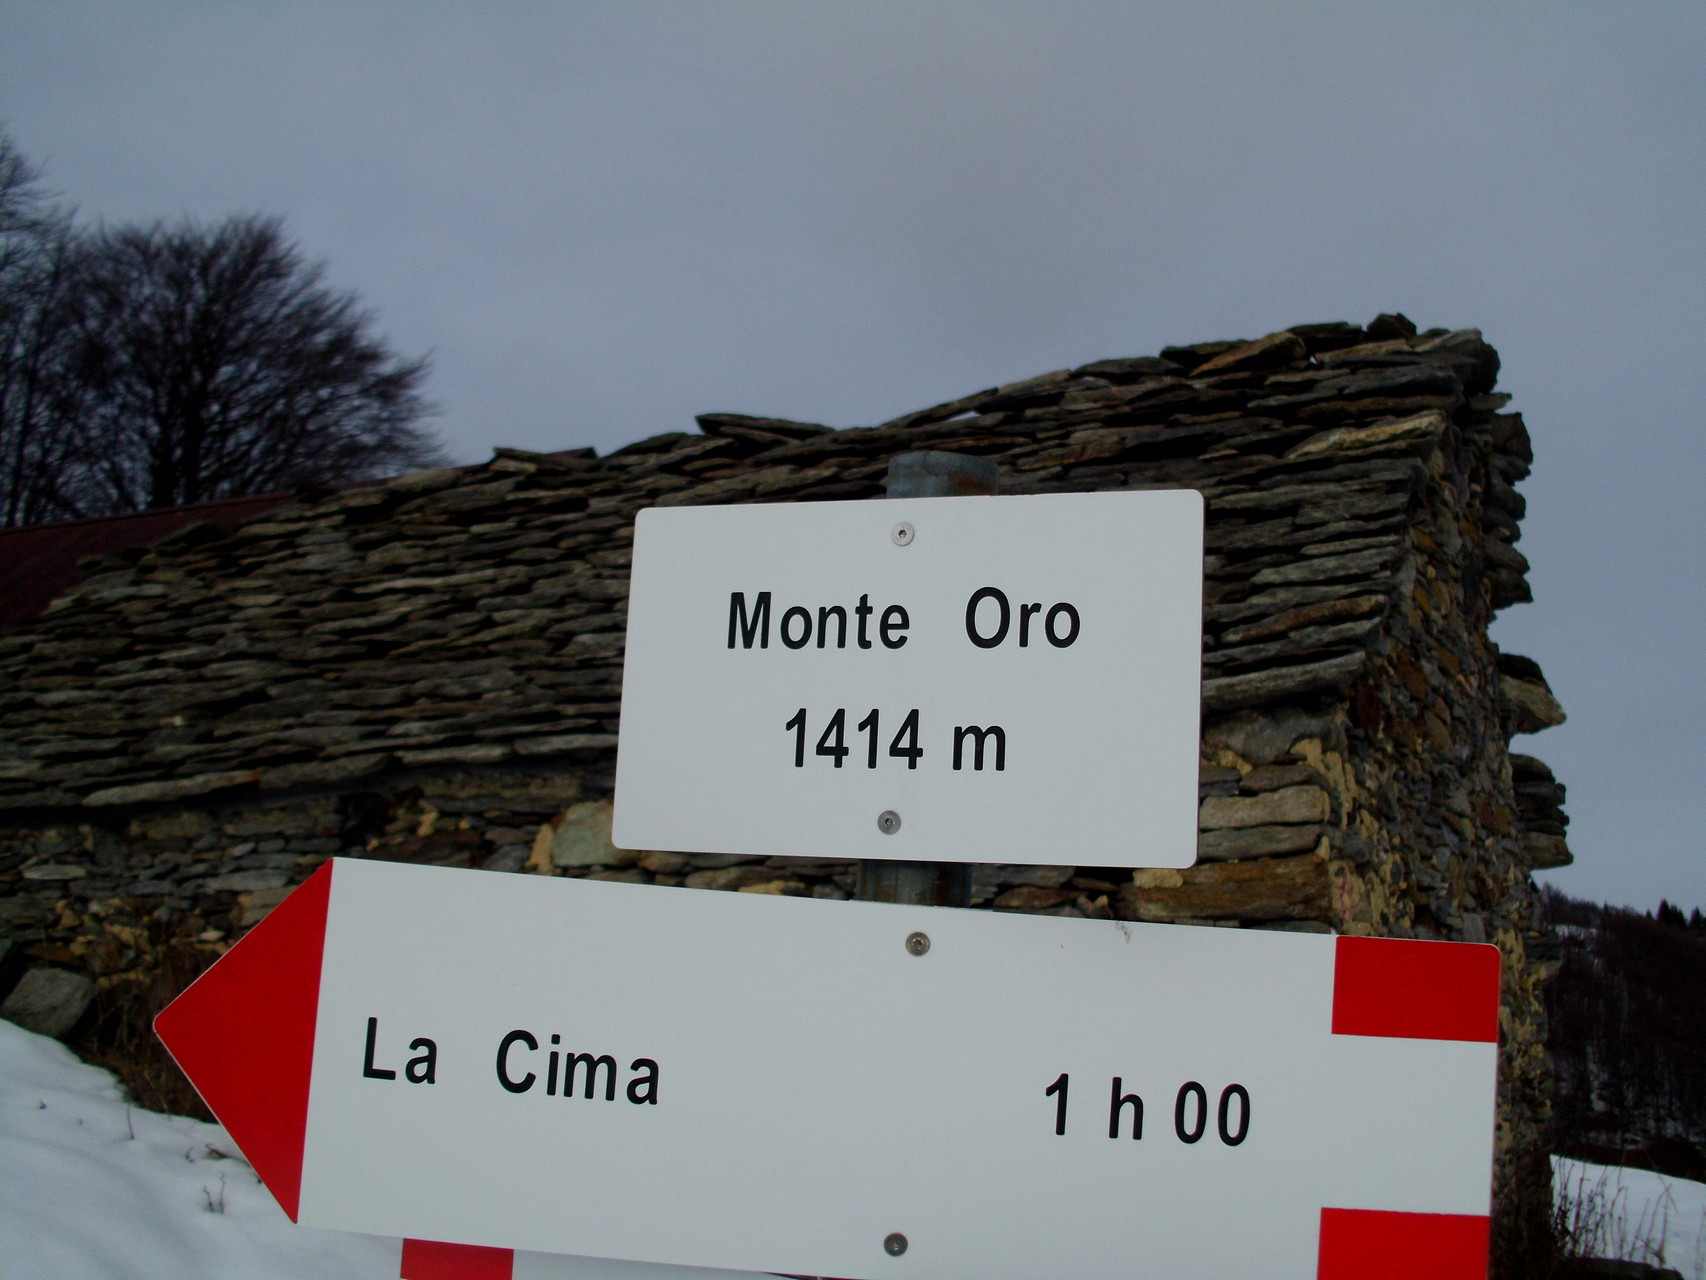 Monte Oro
1414 m
La Cima 1 h 00